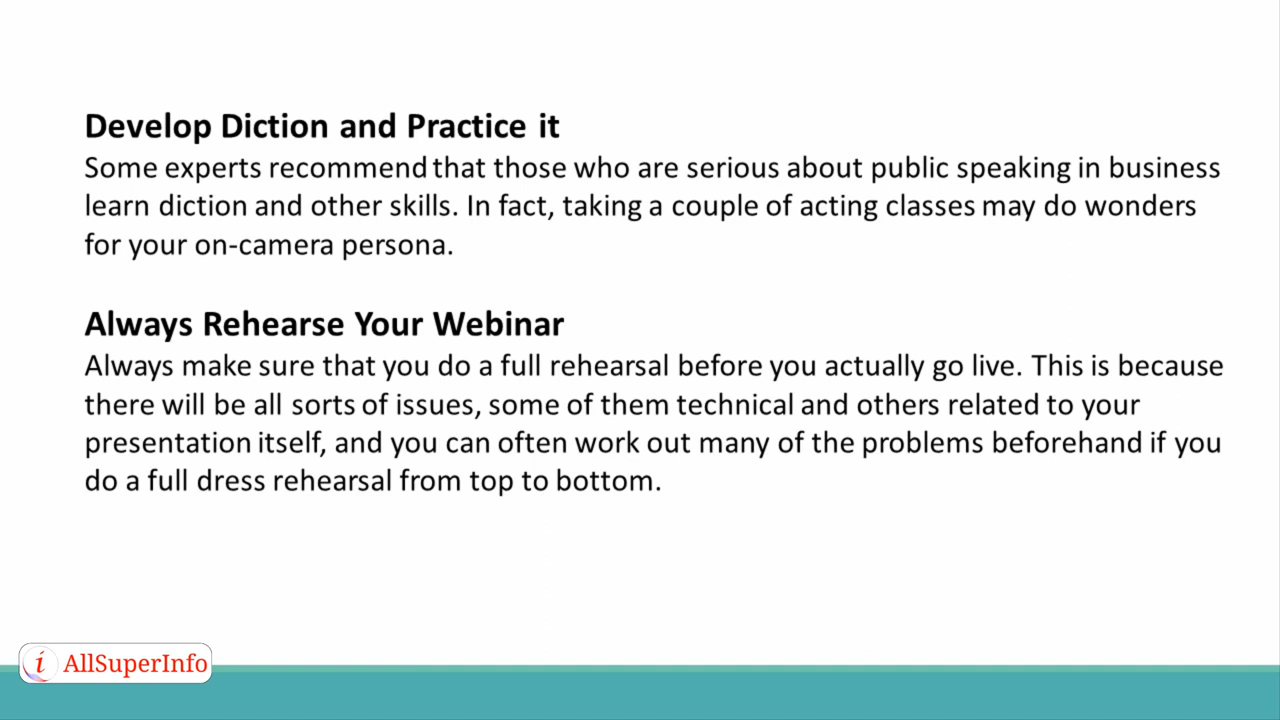 Develop Diction and Practice it
Some experts recommend that those who are serious about public speaking in business
learn diction and other skills. In fact, taking a couple of acting classes may do wonders
for your on-camera persona.
Always Rehearse Your Webinar
Always make sure that you do a full rehearsal before you actually go live. This is because
there will be all sorts of issues, some of them technical and others related to your
presentation itself, and you can often work out many of the problems beforehand if you
do a full dress rehearsal from top to bottom.
i AllSuperInfo